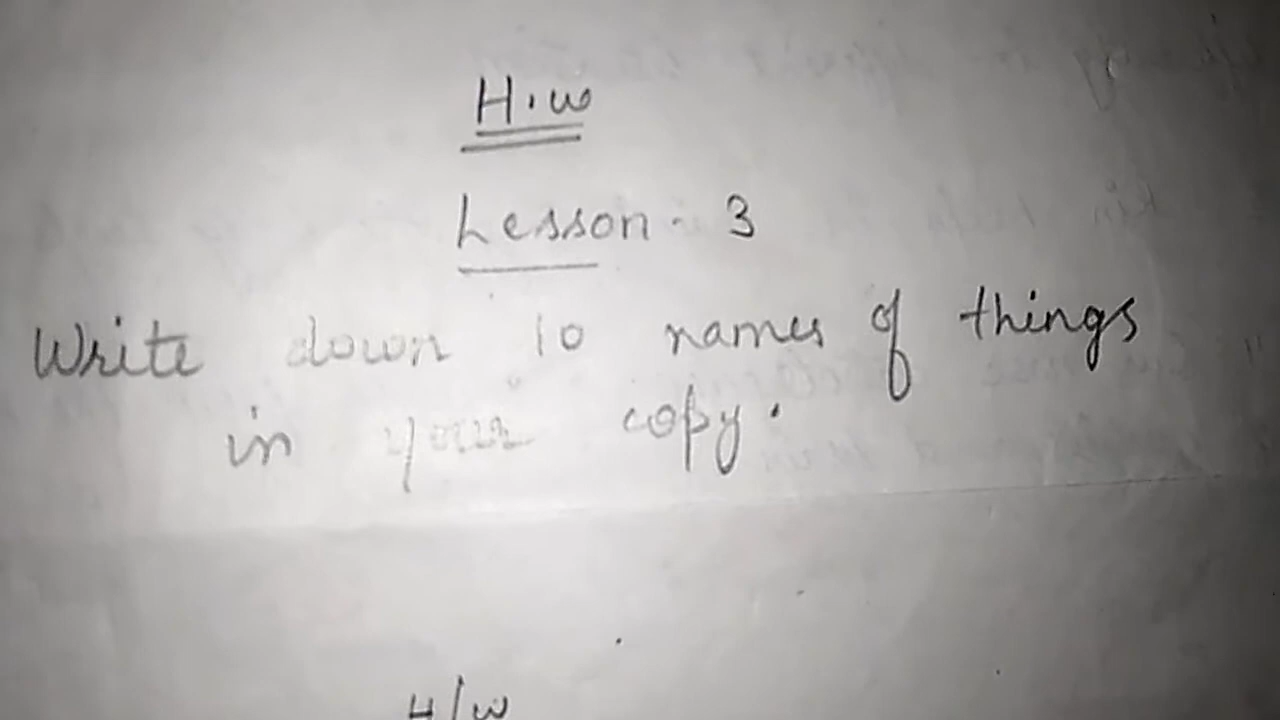 H.w
Lesson - 3
Write down 10 names of things
in your copy.
H/W